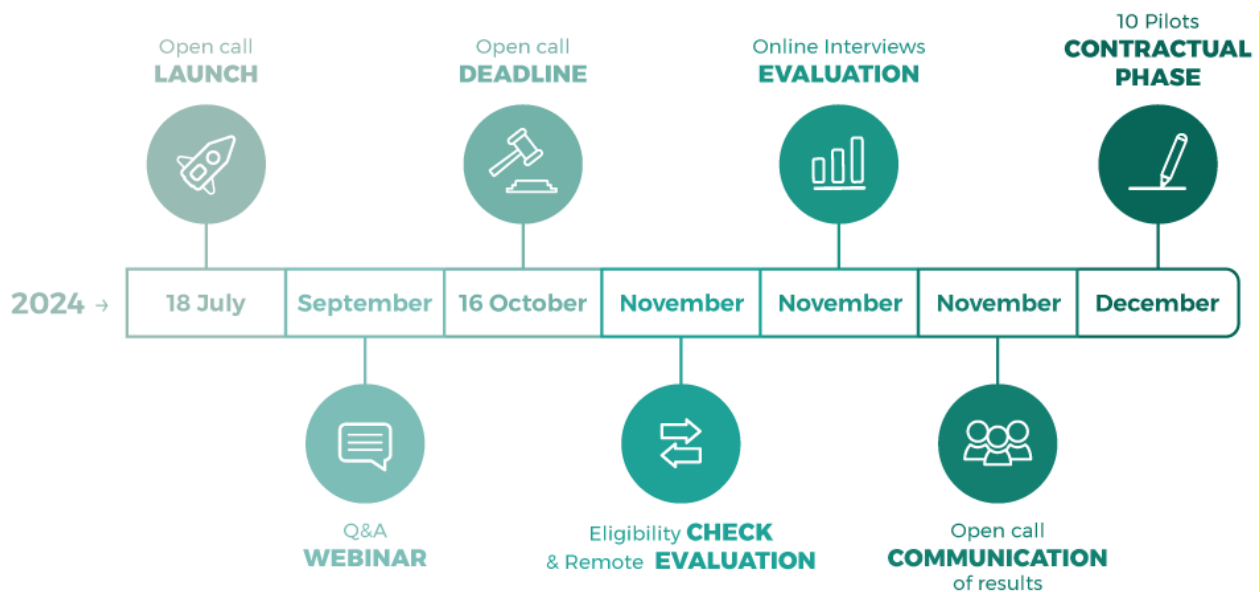 10 Pilots
Open call
Open call
Online Interviews
CONTRACTUAL
LAUNCH
DEADLINE
EVALUATION
PHASE
2024 →
18 July
September
16 October
November
November
November
December
Q&A
WEBINAR
Eligibility CHECK
& Remote EVALUATION
Open call
COMMUNICATION
of results